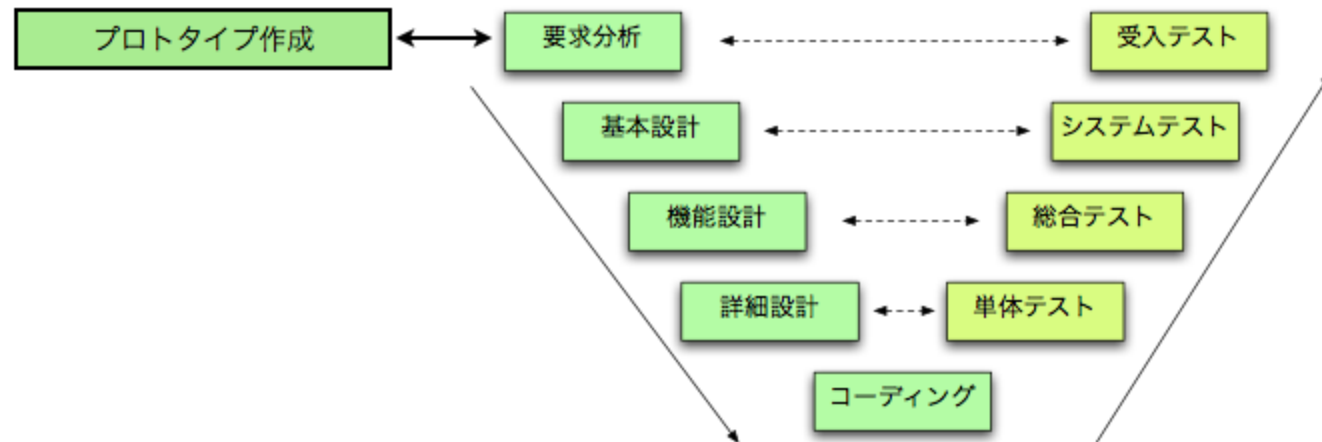 プロトタイプ作成
要求分析
受入テスト
基本設計
システムテスト
機能設計
総合テスト
詳細設計
単体テスト
コーディング